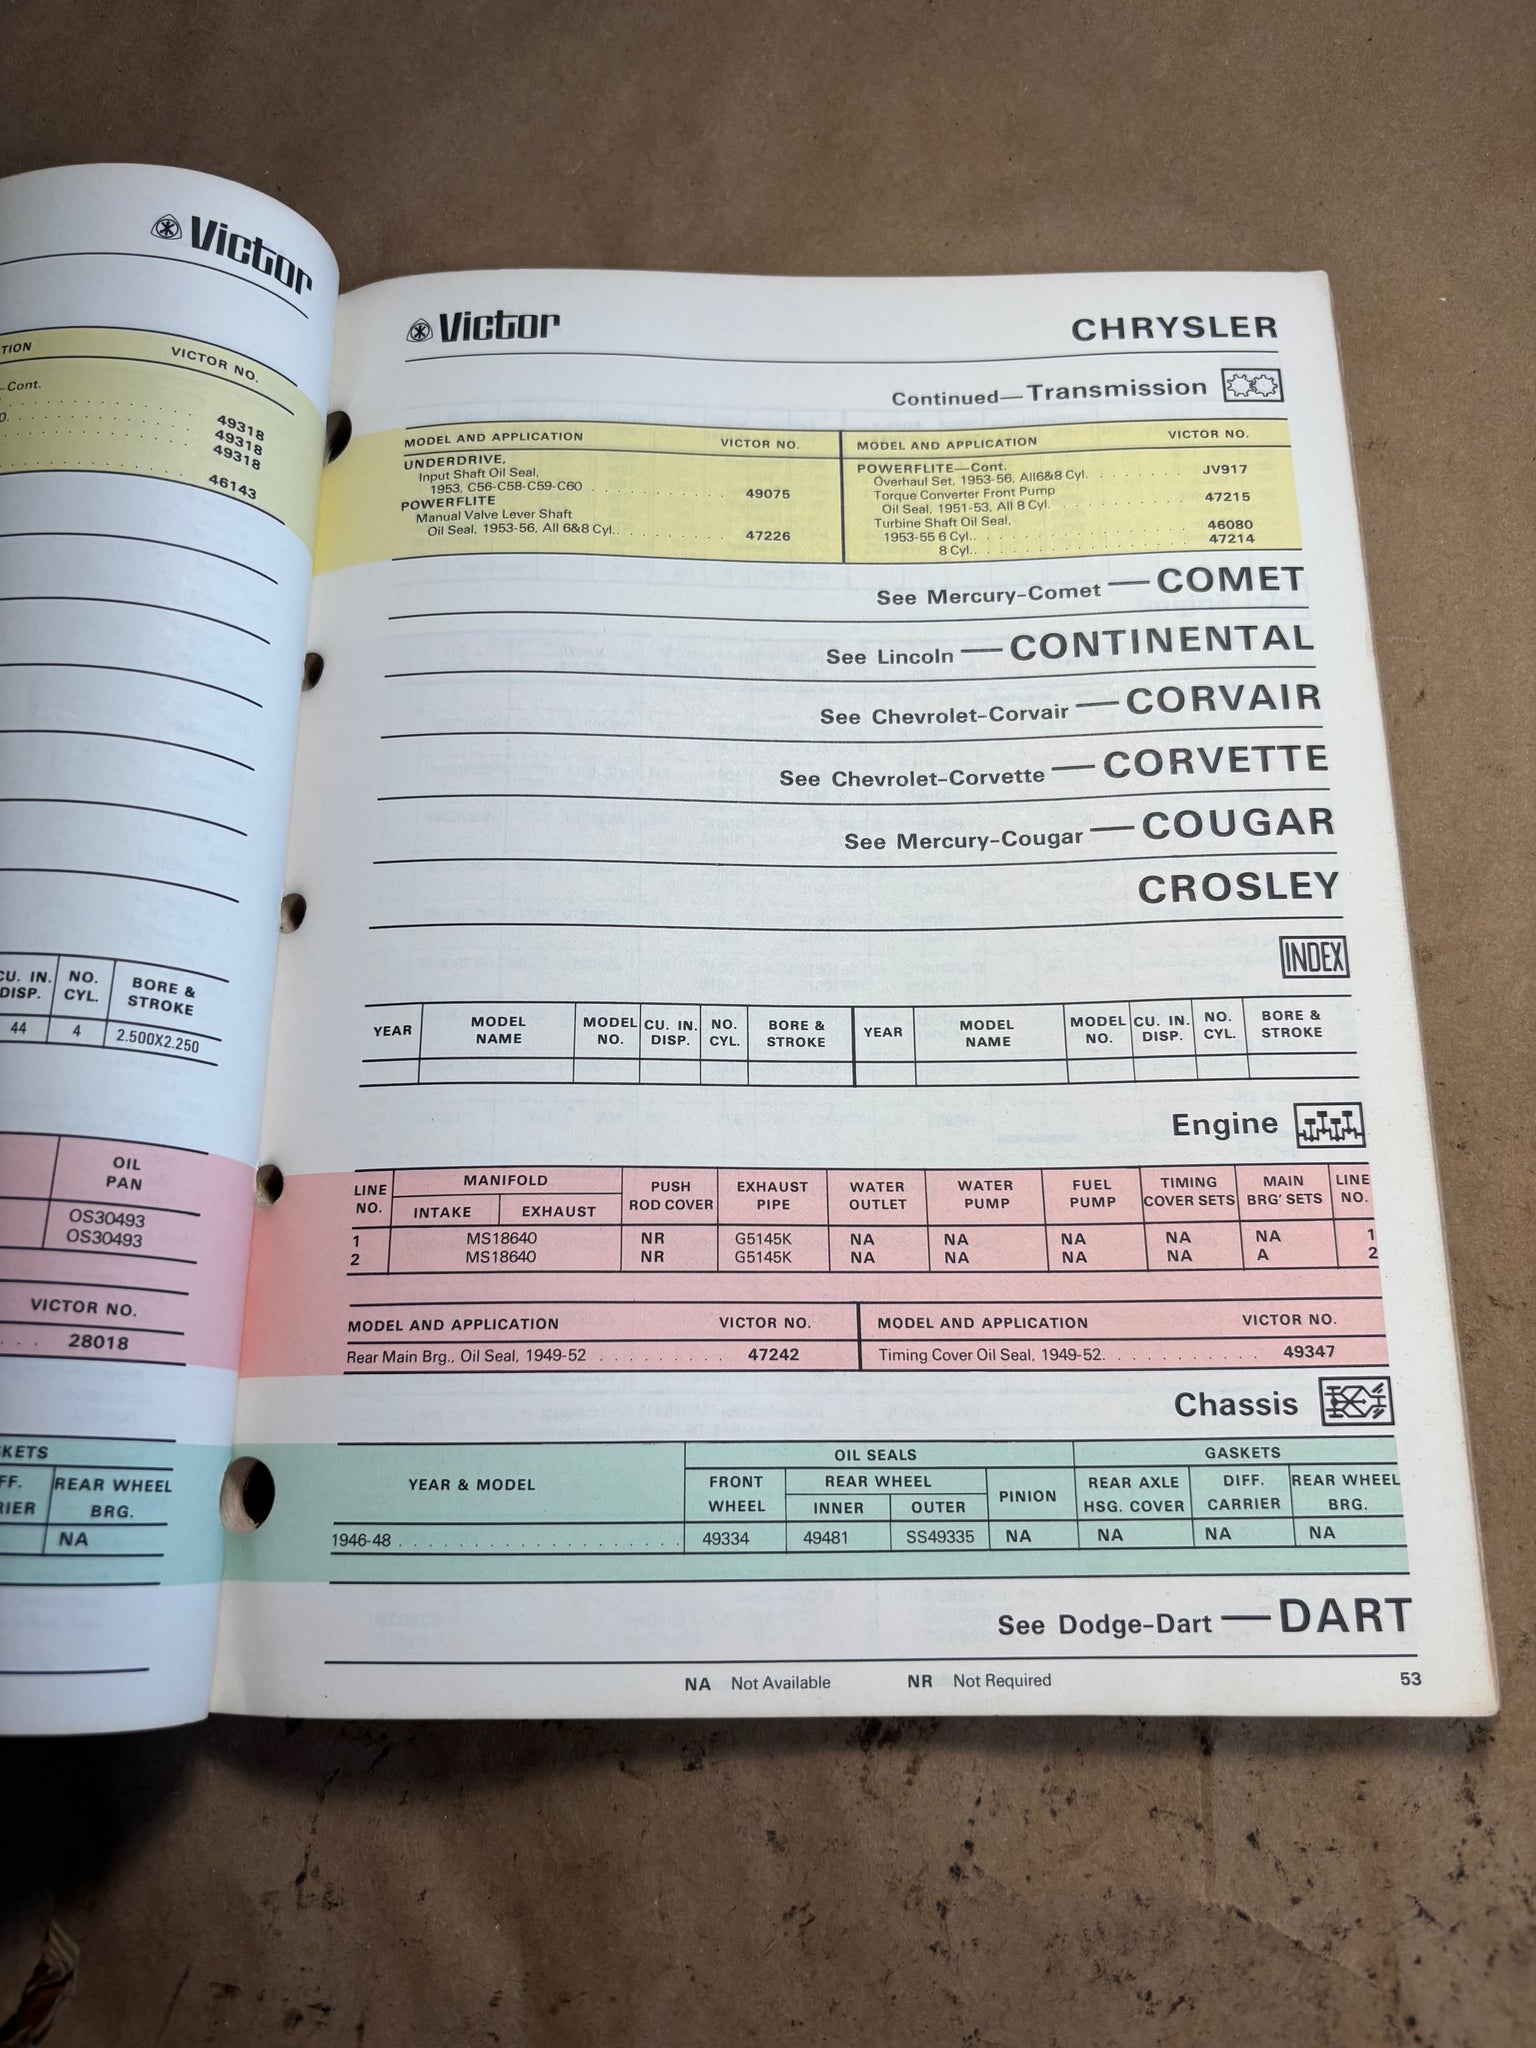 Victor
TION VICTOR NO.
–Cont.
49318
0. 49318
49318
46143
CU. IN. DISP. NO. CYL. BORE & STROKE
44 4 2.500X2.250
OIL PAN
OS30493
OS30493
VICTOR NO.
28018
KETS
REAR WHEEL BRG.
NA
Victor CHRYSLER
Continued—Transmission
MODEL AND APPLICATION VICTOR NO.
UNDERDRIVE,
Input Shaft Oil Seal,
1953, C56-C58-C59-C60 49075
POWERFLITE
Manual Valve Lever Shaft
Oil Seal, 1953-56, All 6&8 Cyl. 47226
MODEL AND APPLICATION VICTOR NO.
POWERFLITE—Cont.
Overhaul Set, 1953-56, All6&8 Cyl. JV917
Torque Converter Front Pump
Oil Seal, 1951-53, All 8 Cyl. 47215
Turbine Shaft Oil Seal,
1953-55 6 Cyl. 46080
8 Cyl. 47214
See Mercury–Comet — COMET
See Lincoln — CONTINENTAL
See Chevrolet–Corvair — CORVAIR
See Chevrolet–Corvette — CORVETTE
See Mercury–Cougar — COUGAR
CROSLEY
INDEX
YEAR MODEL NAME MODEL NO. CU. IN. DISP. NO. CYL. BORE & STROKE YEAR MODEL NAME MODEL NO. CU. IN. DISP. NO. CYL. BORE & STROKE
Engine
LINE NO. MANIFOLD INTAKE EXHAUST PUSH ROD COVER EXHAUST PIPE WATER OUTLET WATER PUMP FUEL PUMP TIMING COVER SETS MAIN BRG' SETS LINE NO.
1 MS18640 NR G5145K NA NA NA NA NA 1
2 MS18640 NR G5145K NA NA NA NA A 2
MODEL AND APPLICATION VICTOR NO. MODEL AND APPLICATION VICTOR NO.
Rear Main Brg., Oil Seal, 1949-52 47242 Timing Cover Oil Seal, 1949-52. 49347
Chassis
YEAR & MODEL OIL SEALS GASKETS
FRONT WHEEL REAR WHEEL INNER OUTER PINION REAR AXLE HSG. COVER DIFF. CARRIER REAR WHEEL BRG.
1946-48 49334 49481 SS49335 NA NA NA NA
See Dodge–Dart — DART
NA Not Available NR Not Required 53